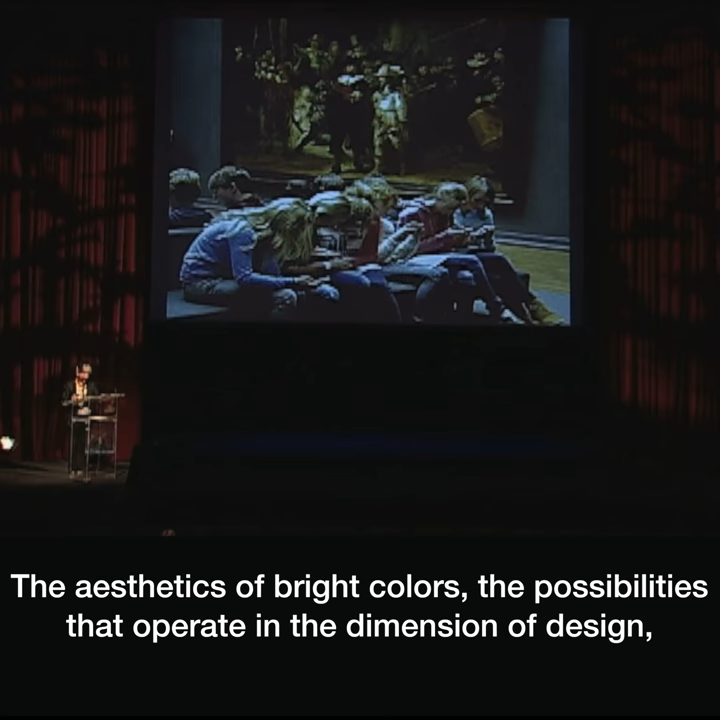 The aesthetics of bright colors, the possibilities
that operate in the dimension of design,